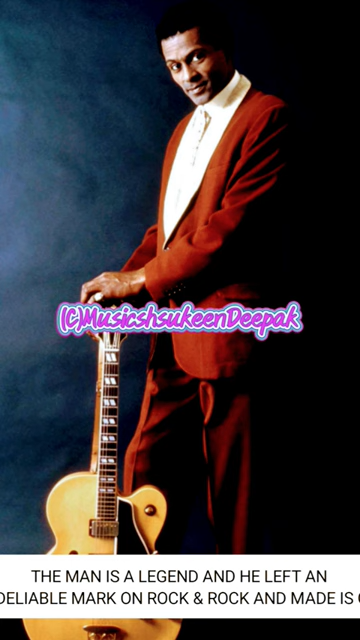 (C)MusicshsukeenDeepak
THE MAN IS A LEGEND AND HE LEFT AN
DELIABLE MARK ON ROCK & ROCK AND MADE IS